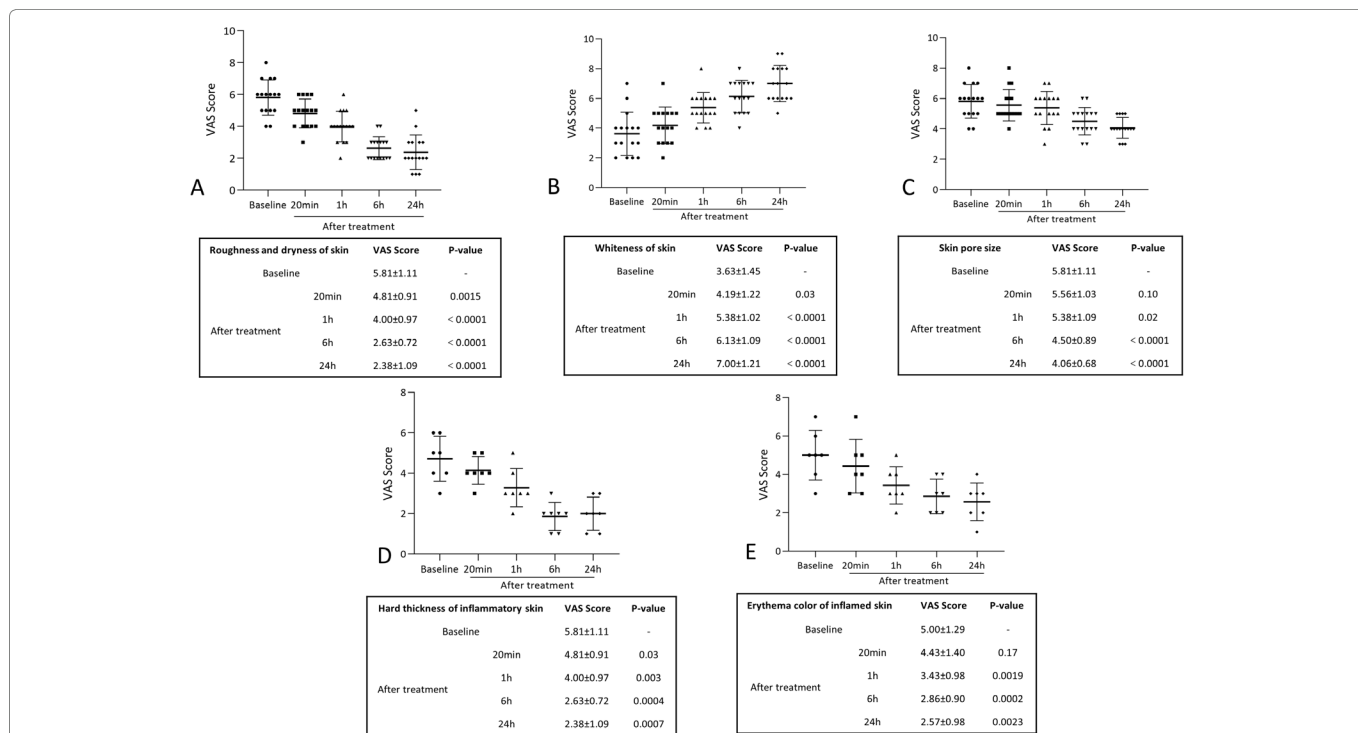 10
8
6
4
2
0
VAS Score
Baseline 20min 1h 6h 24h
After treatment
A
Roughness and dryness of skin VAS Score P-value
Baseline 5.81±1.11 -
After treatment
20min 4.81±0.91 0.0015
1h 4.00±0.97 < 0.0001
6h 2.63±0.72 < 0.0001
24h 2.38±1.09 < 0.0001
10
8
6
4
2
0
VAS Score
Baseline 20min 1h 6h 24h
After treatment
B
Whiteness of skin VAS Score P-value
Baseline 3.63±1.45 -
After treatment
20min 4.19±1.22 0.03
1h 5.38±1.02 < 0.0001
6h 6.13±1.09 < 0.0001
24h 7.00±1.21 < 0.0001
10
8
6
4
2
0
VAS Score
Baseline 20min 1h 6h 24h
After treatment
C
Skin pore size VAS Score P-value
Baseline 5.81±1.11 -
After treatment
20min 5.56±1.03 0.10
1h 5.38±1.09 0.02
6h 4.50±0.89 < 0.0001
24h 4.06±0.68 < 0.0001
8
6
4
2
0
VAS Score
Baseline 20min 1h 6h 24h
After treatment
D
Hard thickness of inflammatory skin VAS Score P-value
Baseline 5.81±1.11 -
After treatment
20min 4.81±0.91 0.03
1h 4.00±0.97 0.003
6h 2.63±0.72 0.0004
24h 2.38±1.09 0.0007
8
6
4
2
0
VAS Score
Baseline 20min 1h 6h 24h
After treatment
E
Erythema color of inflamed skin VAS Score P-value
Baseline 5.00±1.29 -
After treatment
20min 4.43±1.40 0.17
1h 3.43±0.98 0.0019
6h 2.86±0.90 0.0002
24h 2.57±0.98 0.0023